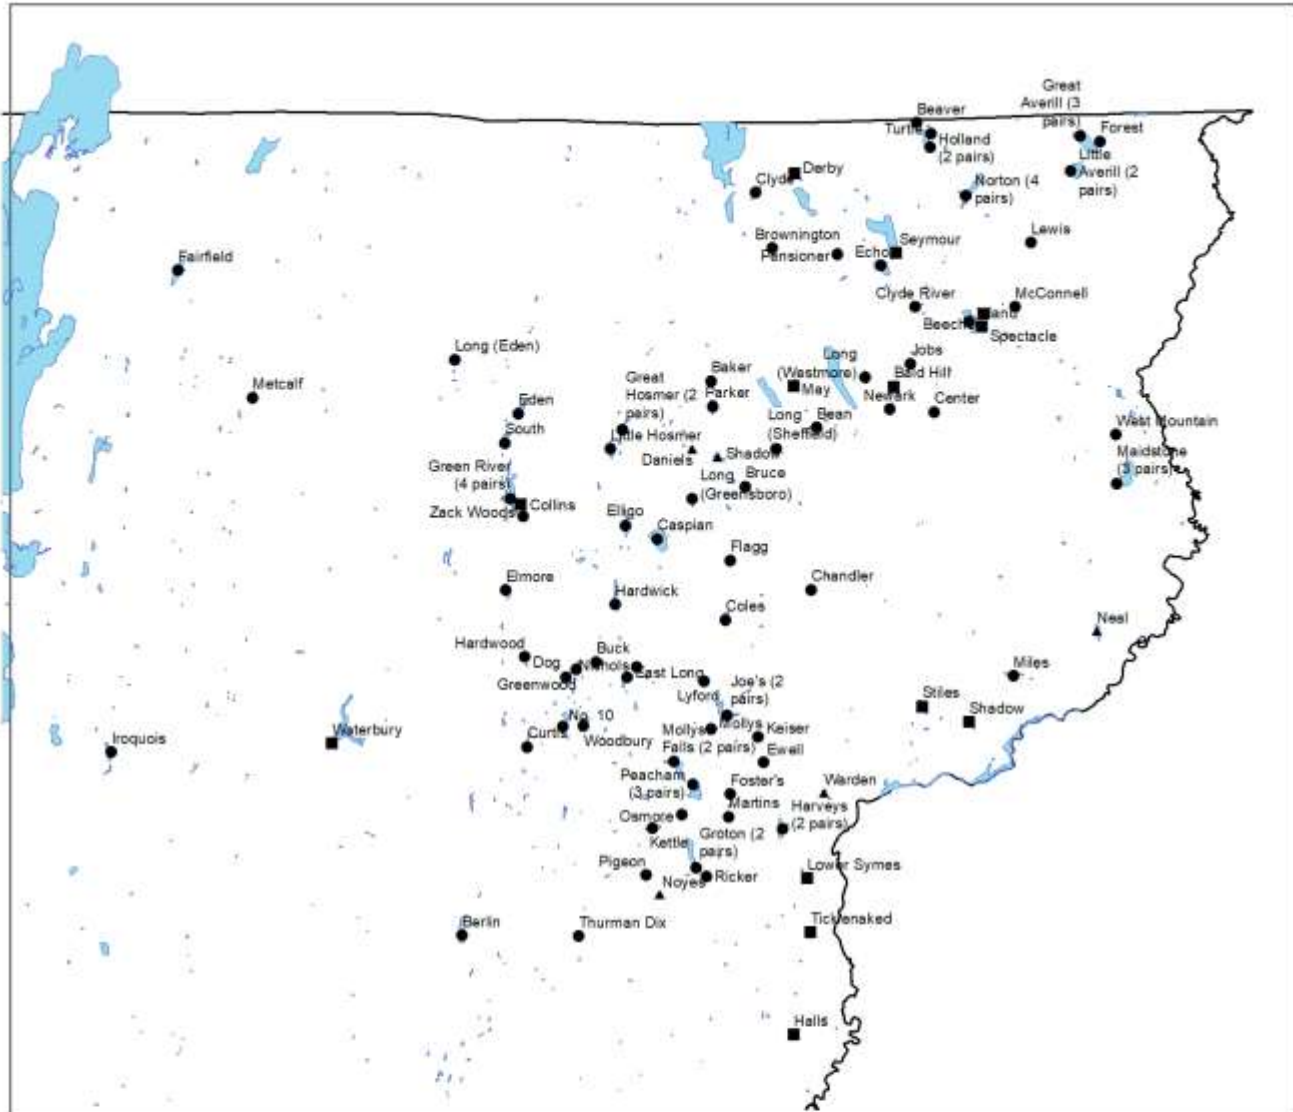 Great
Averill (3
pairs)
Beaver
Forest
Turtle
Holland
(2 pairs)
Little
Averill (2
pairs)
Derby
Clyde
Norton (4
pairs)
Lewis
Brownington
Seymour
Pensioner
Echo
Fairfield
Clyde River
McConnell
Island
Beecher
Spectacle
Long (Eden)
Jobs
Long
(Westmore)
Bald Hill
Baker
May
Metcalf
Great
Hosmer (2
pairs)
Parker
Newark
Center
Eden
Long
(Sheffield)
Bean
West Mountain
South
Little Hosmer
Daniels
Shadow
Maidstone
(3 pairs)
Green River
(4 pairs)
Long
(Greensboro)
Bruce
Collins
Zack Woods
Elligo
Caspian
Flagg
Elmore
Hardwick
Chandler
Coles
Neal
Hardwood
Buck
Dog
Nichols
Greenwood
East Long
Miles
Lyford
Joe's (2
pairs)
Stiles
Shadow
No. 10
Woodbury
Curtis
Mollys
Mollys
Falls (2 pairs)
Keiser
Ewell
Waterbury
Iroquois
Peacham
(3 pairs)
Foster's
Warden
Martins
Harveys
(2 pairs)
Osmore
Kettle
Groton (2
pairs)
Pigeon
Noyes
Ricker
Lower Symes
Berlin
Thurman Dix
Ticklenaked
Halls